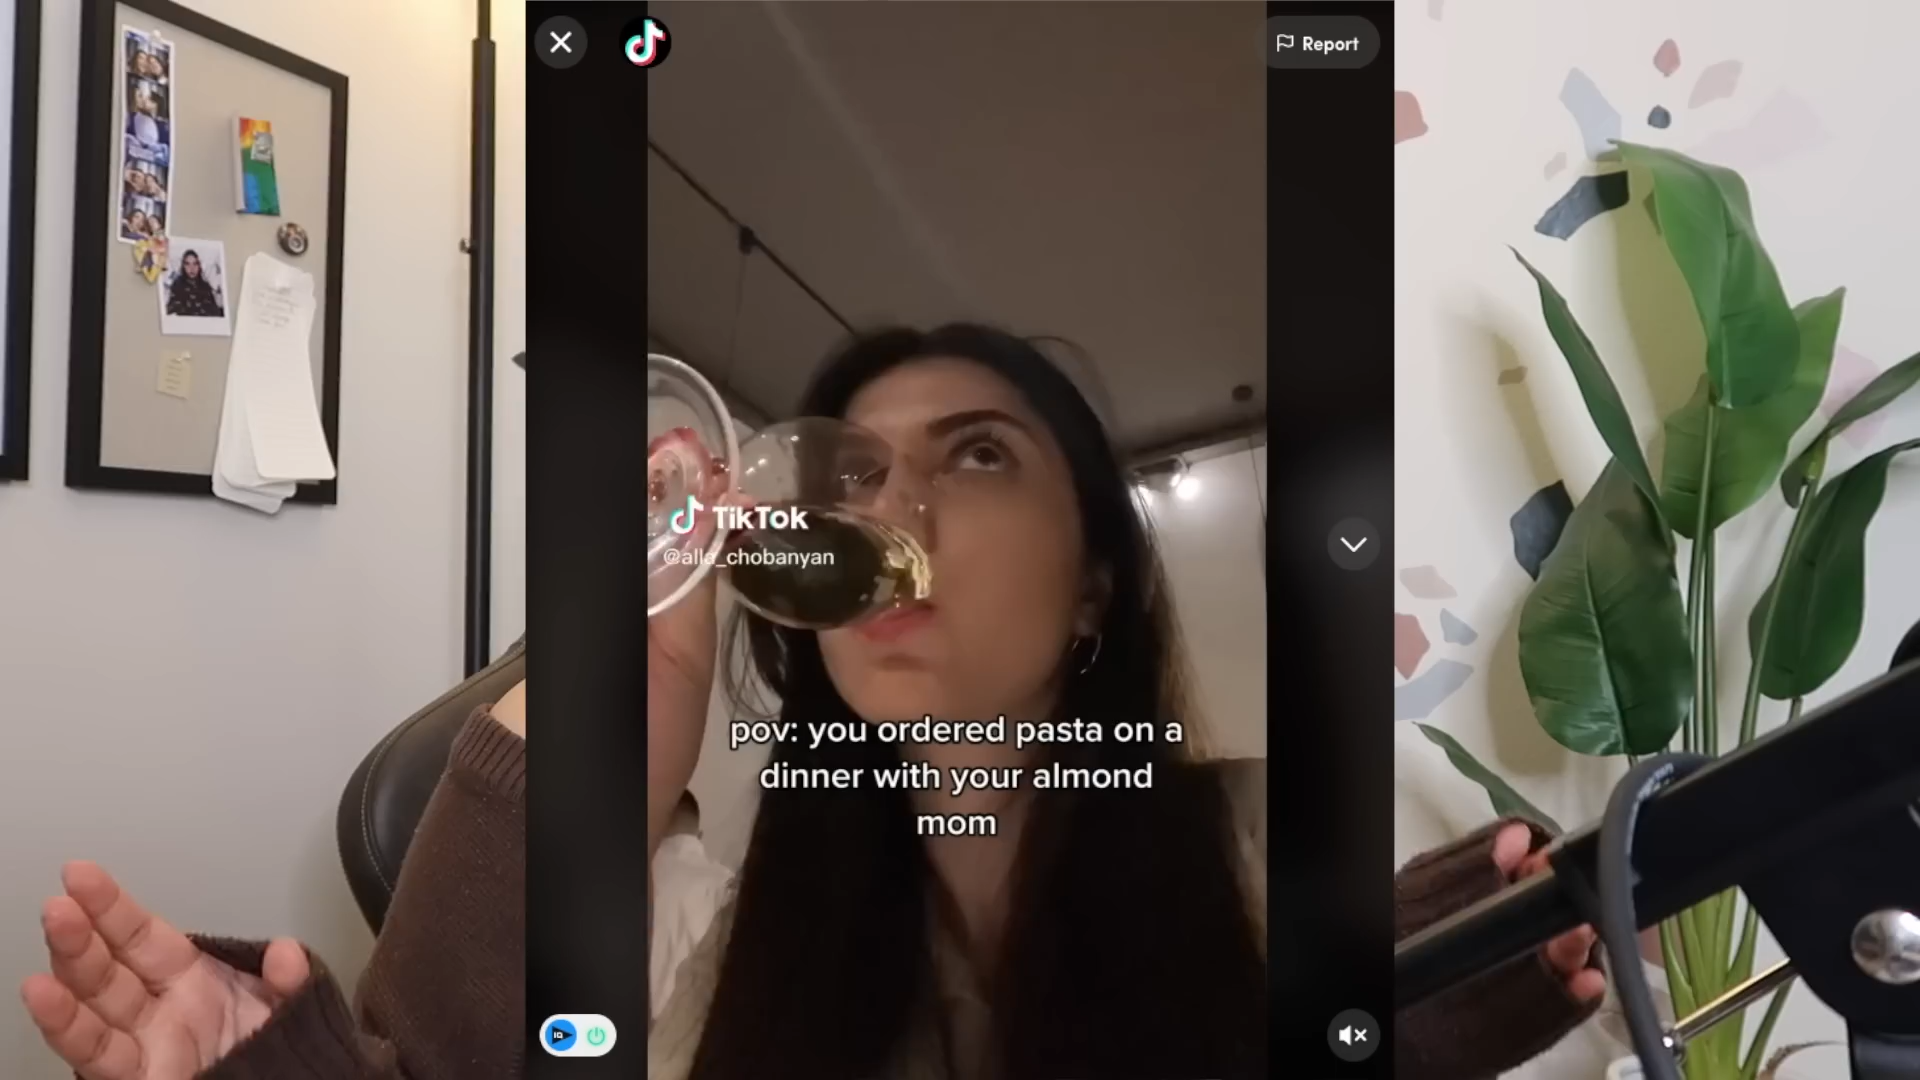 Report
TikTok
@alla_chobanyan
pov: you ordered pasta on a
dinner with your almond
mom